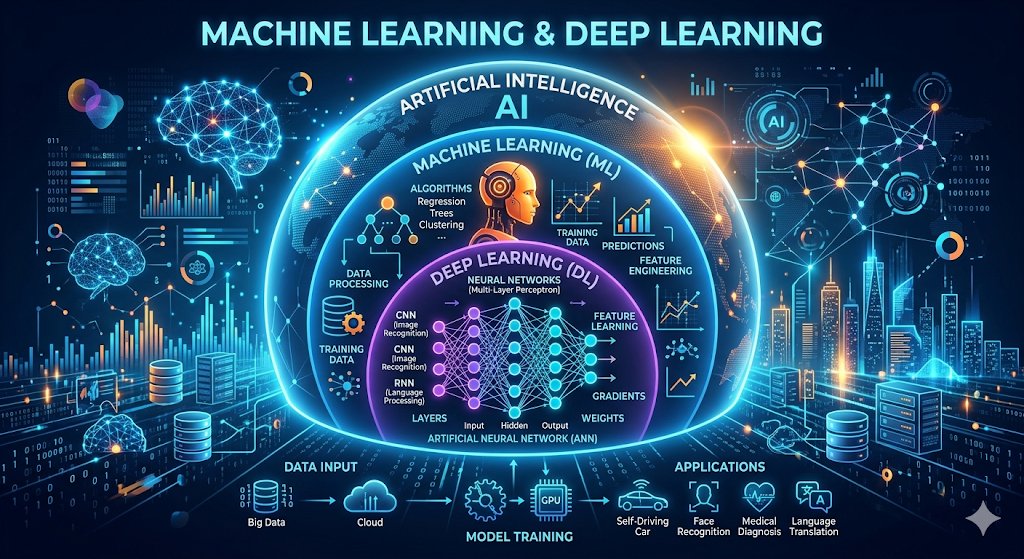 MACHINE LEARNING & DEEP LEARNING
ARTIFICIAL INTELLIGENCE
AI
MACHINE LEARNING (ML)
ALGORITHMS
Regression
Trees
Clustering
...
TRAINING
DATA
PREDICTIONS
FEATURE
ENGINEERING
DATA
PROCESSING
TRAINING
DATA
DEEP LEARNING (DL)
NEURAL NETWORKS
(Multi-Layer Perceptron)
CNN
(Image
Recognition)
CNN
(Image
Recognition)
RNN
(Language
Processing)
FEATURE
LEARNING
GRADIENTS
LAYERS
Input
Hidden
Output
WEIGHTS
ARTIFICIAL NEURAL NETWORK (ANN)
AI
DATA INPUT
Big Data
Cloud
MODEL TRAINING
GPU
APPLICATIONS
Self-Driving
Car
Face
Recognition
Medical
Diagnosis
Language
Translation
A